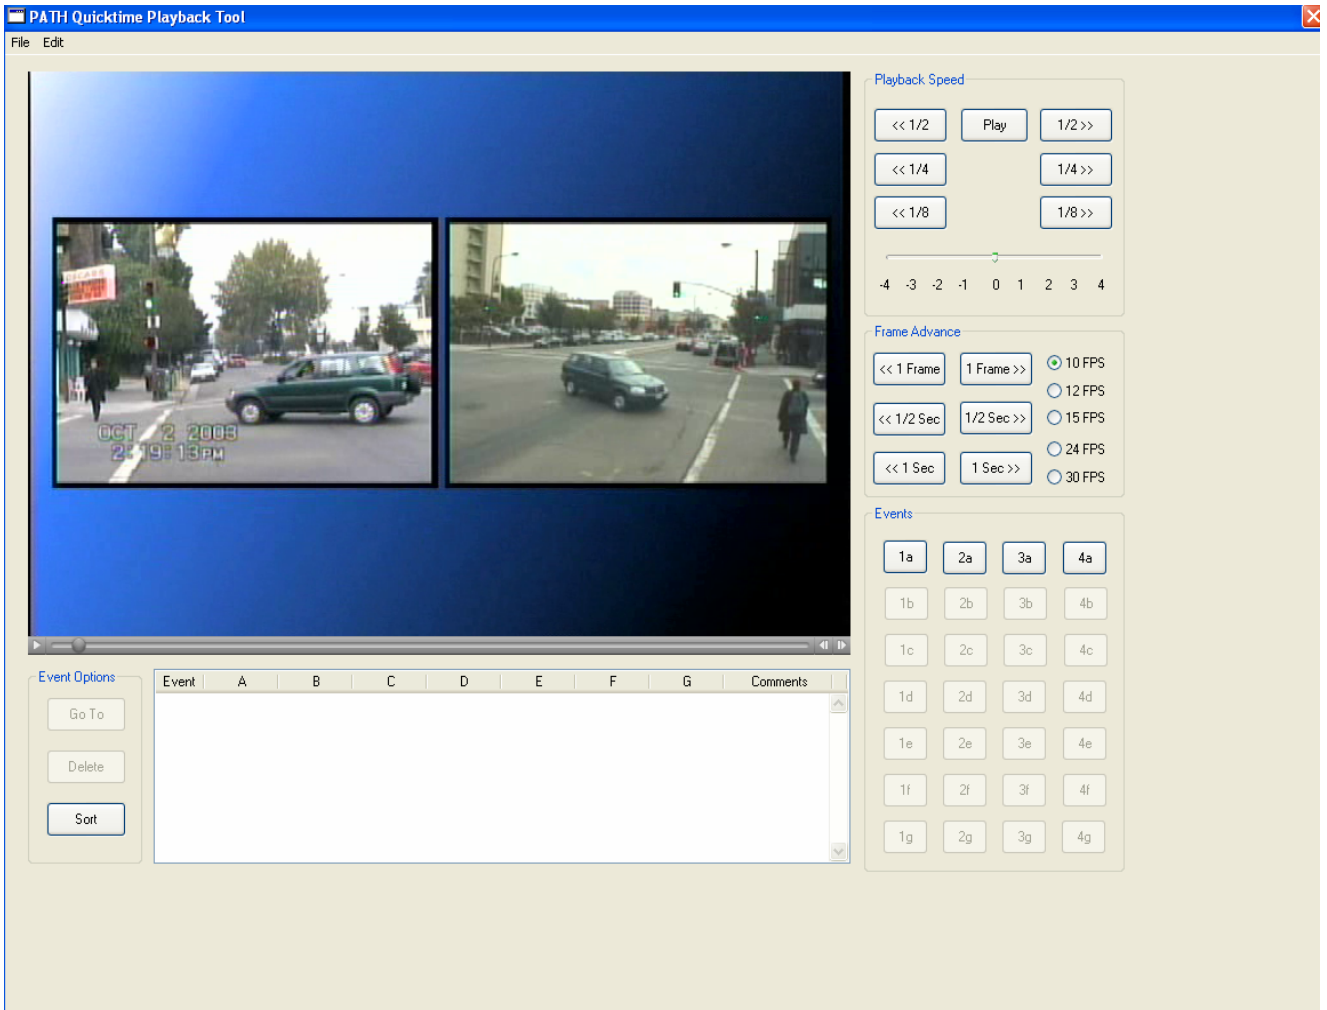 PATH Quicktime Playback Tool
File Edit
Playback Speed
<< 1/2 Play 1/2 >>
<< 1/4 1/4 >>
<< 1/8 1/8 >>
-4 -3 -2 -1 0 1 2 3 4
Frame Advance
<< 1 Frame 1 Frame >> 10 FPS
12 FPS
<< 1/2 Sec 1/2 Sec >> 15 FPS
24 FPS
<< 1 Sec 1 Sec >> 30 FPS
OCT 2 2003
2:19:13PM
Events
1a 2a 3a 4a
1b 2b 3b 4b
1c 2c 3c 4c
1d 2d 3d 4d
1e 2e 3e 4e
1f 2f 3f 4f
1g 2g 3g 4g
Event Options
Go To
Delete
Sort
Event A B C D E F G Comments